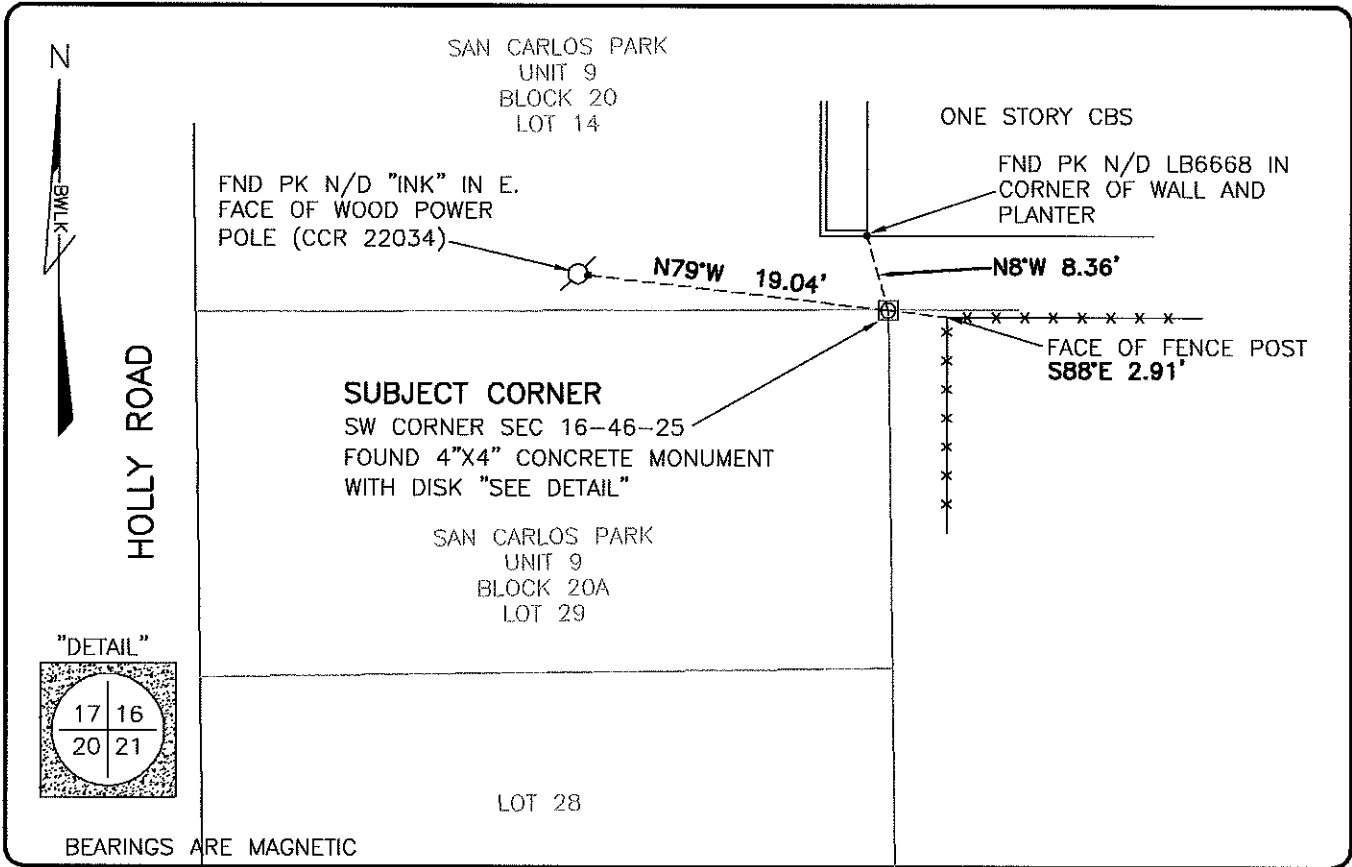 N
BWLK
SAN CARLOS PARK
UNIT 9
BLOCK 20
LOT 14
ONE STORY CBS
FND PK N/D LB6668 IN
CORNER OF WALL AND
PLANTER
FND PK N/D "INK" IN E.
FACE OF WOOD POWER
POLE (CCR 22034)
N79°W 19.04'
N8°W 8.36'
FACE OF FENCE POST
S88°E 2.91'
HOLLY ROAD
SUBJECT CORNER
SW CORNER SEC 16-46-25
FOUND 4"X4" CONCRETE MONUMENT
WITH DISK "SEE DETAIL"
SAN CARLOS PARK
UNIT 9
BLOCK 20A
LOT 29
"DETAIL"
17 16
20 21
LOT 28
BEARINGS ARE MAGNETIC